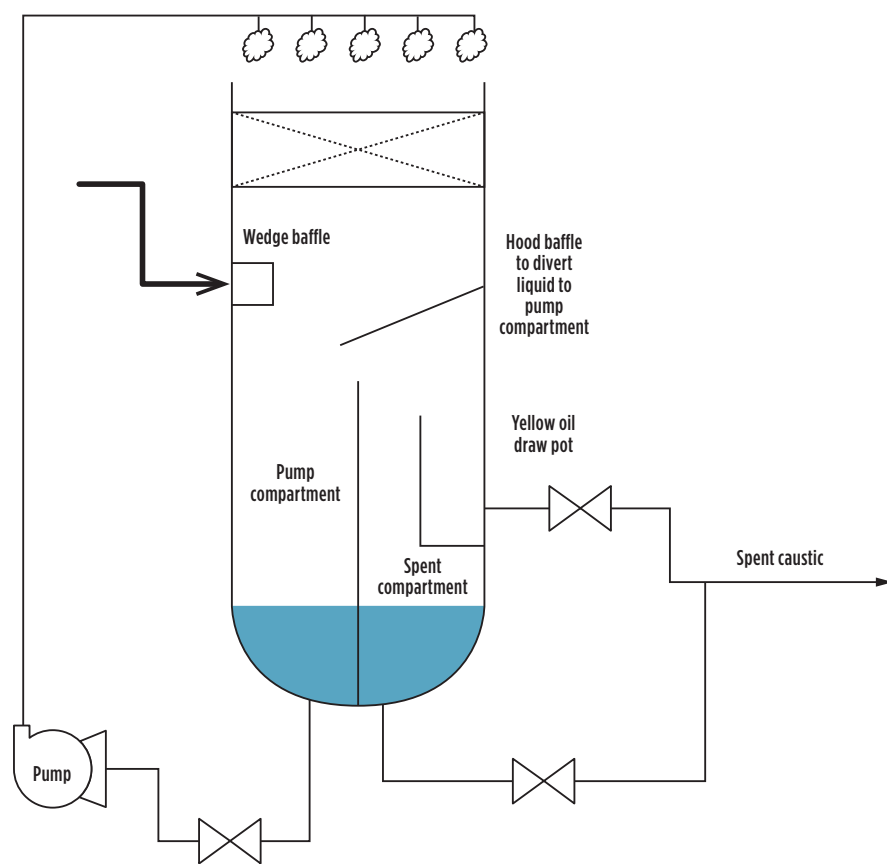 Wedge baffle
Hood baffle
to divert
liquid to
pump
compartment
Yellow oil
draw pot
Pump
compartment
Spent
compartment
Spent caustic
Pump